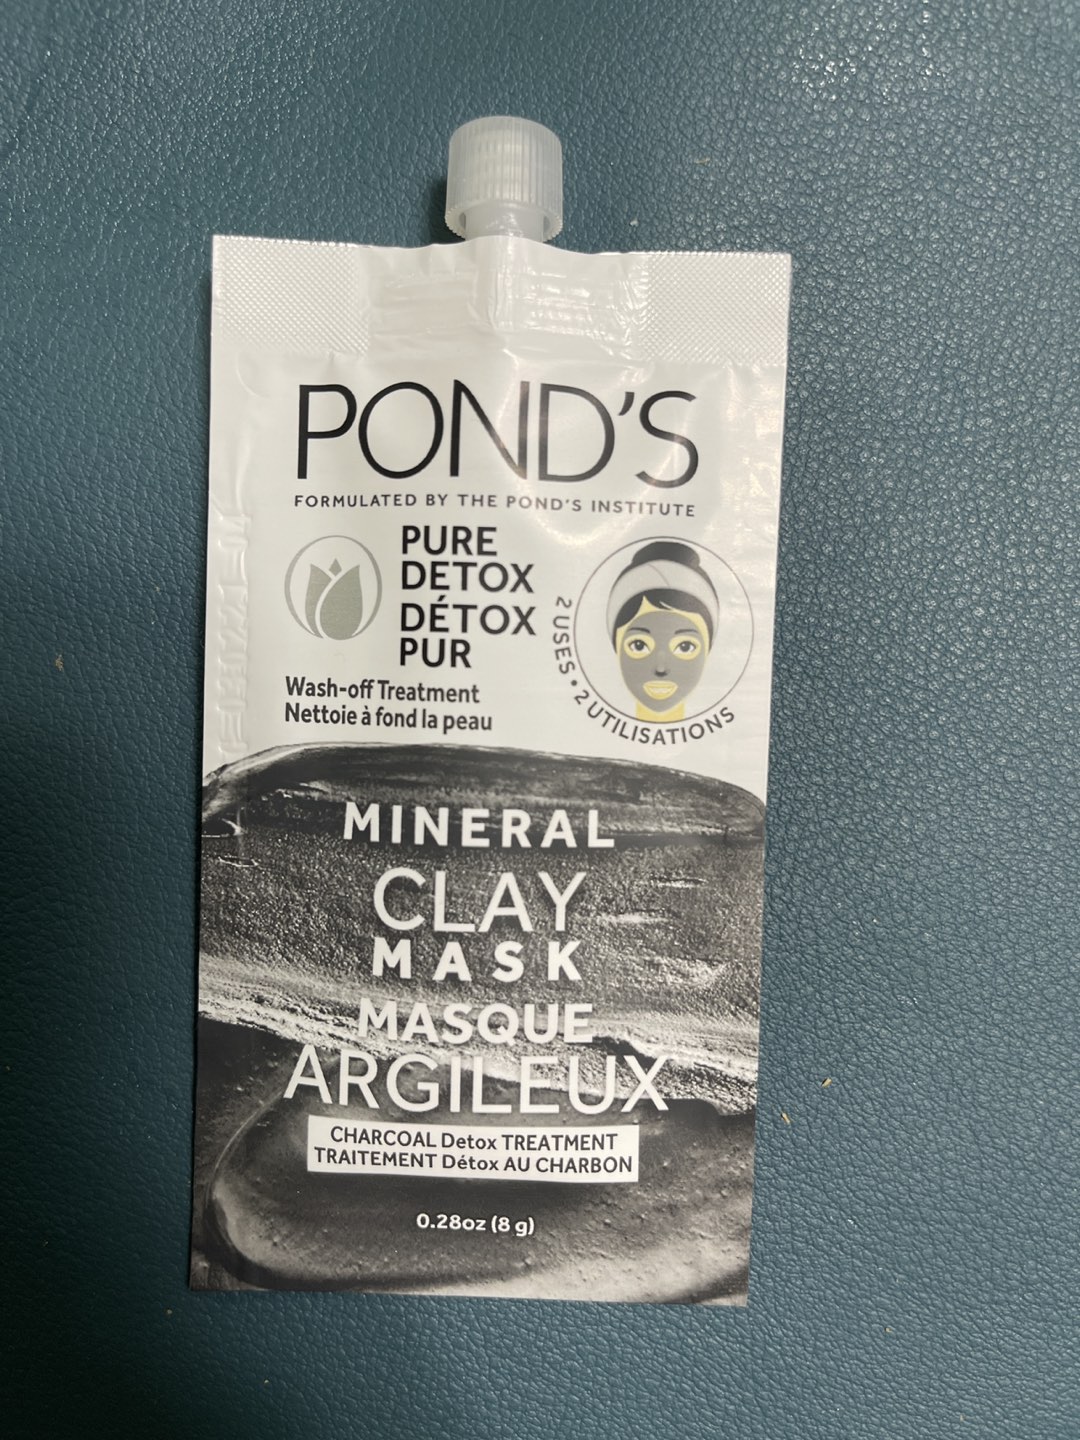 POND'S
FORMULATED BY THE POND'S INSTITUTE
PURE
DETOX
DÉTOX
PUR
2 USES • 2 UTILISATIONS
Wash-off Treatment
Nettoie à fond la peau
MINERAL
CLAY
MASK
MASQUE
ARGILEUX
CHARCOAL Detox TREATMENT
TRAITEMENT Détox AU CHARBON
0.28oz (8 g)